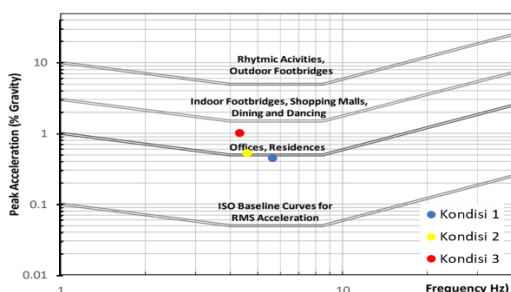 Rhytmic Acivities,
Outdoor Footbridges
10
Indoor Footbridges, Shopping Malls,
Dining and Dancing
1
Offices, Residences
Peak Acceleration (% Gravity)
0.1
ISO Baseline Curves for
RMS Acceleration
Kondisi 1
Kondisi 2
Kondisi 3
0.01
1
10
Frequency Hz)